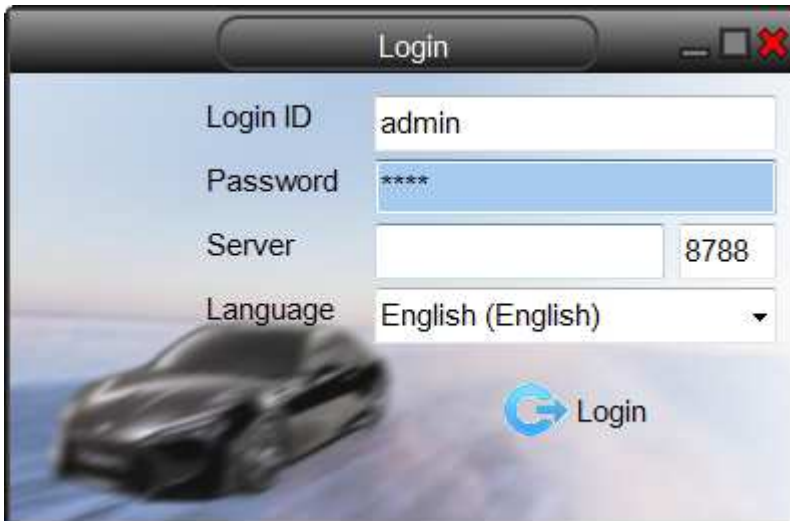 Login
Login ID admin
Password ****
Server 8788
Language English (English)
Login